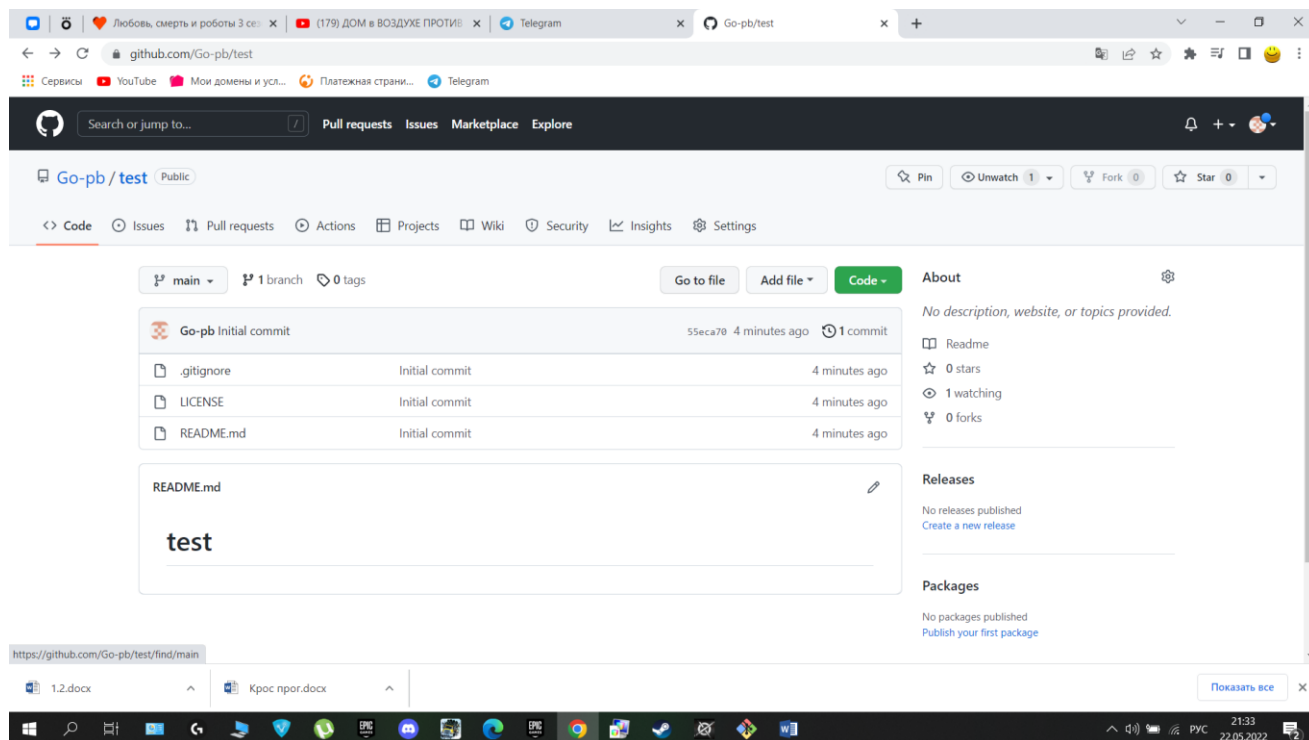 Любовь, смерть и роботы 3 сез
(179) ДОМ в ВОЗДУХЕ ПРОТИВ
Telegram
Go-pb/test
github.com/Go-pb/test
Сервисы YouTube Мои домены и усл... Платежная страни... Telegram
Search or jump to... / Pull requests Issues Marketplace Explore
Go-pb / test Public
Pin Unwatch 1 Fork 0 Star 0
Code Issues Pull requests Actions Projects Wiki Security Insights Settings
main 1 branch 0 tags
Go to file Add file Code
Go-pb Initial commit 55eca70 4 minutes ago 1 commit
.gitignore Initial commit 4 minutes ago
LICENSE Initial commit 4 minutes ago
README.md Initial commit 4 minutes ago
README.md
test
About
No description, website, or topics provided.
Readme
0 stars
1 watching
0 forks
Releases
No releases published
Create a new release
Packages
No packages published
Publish your first package
https://github.com/Go-pb/test/find/main
1.2.docx Крос прог.docx Показать все
EPIC EPIC РУС 21:33
22.05.2022